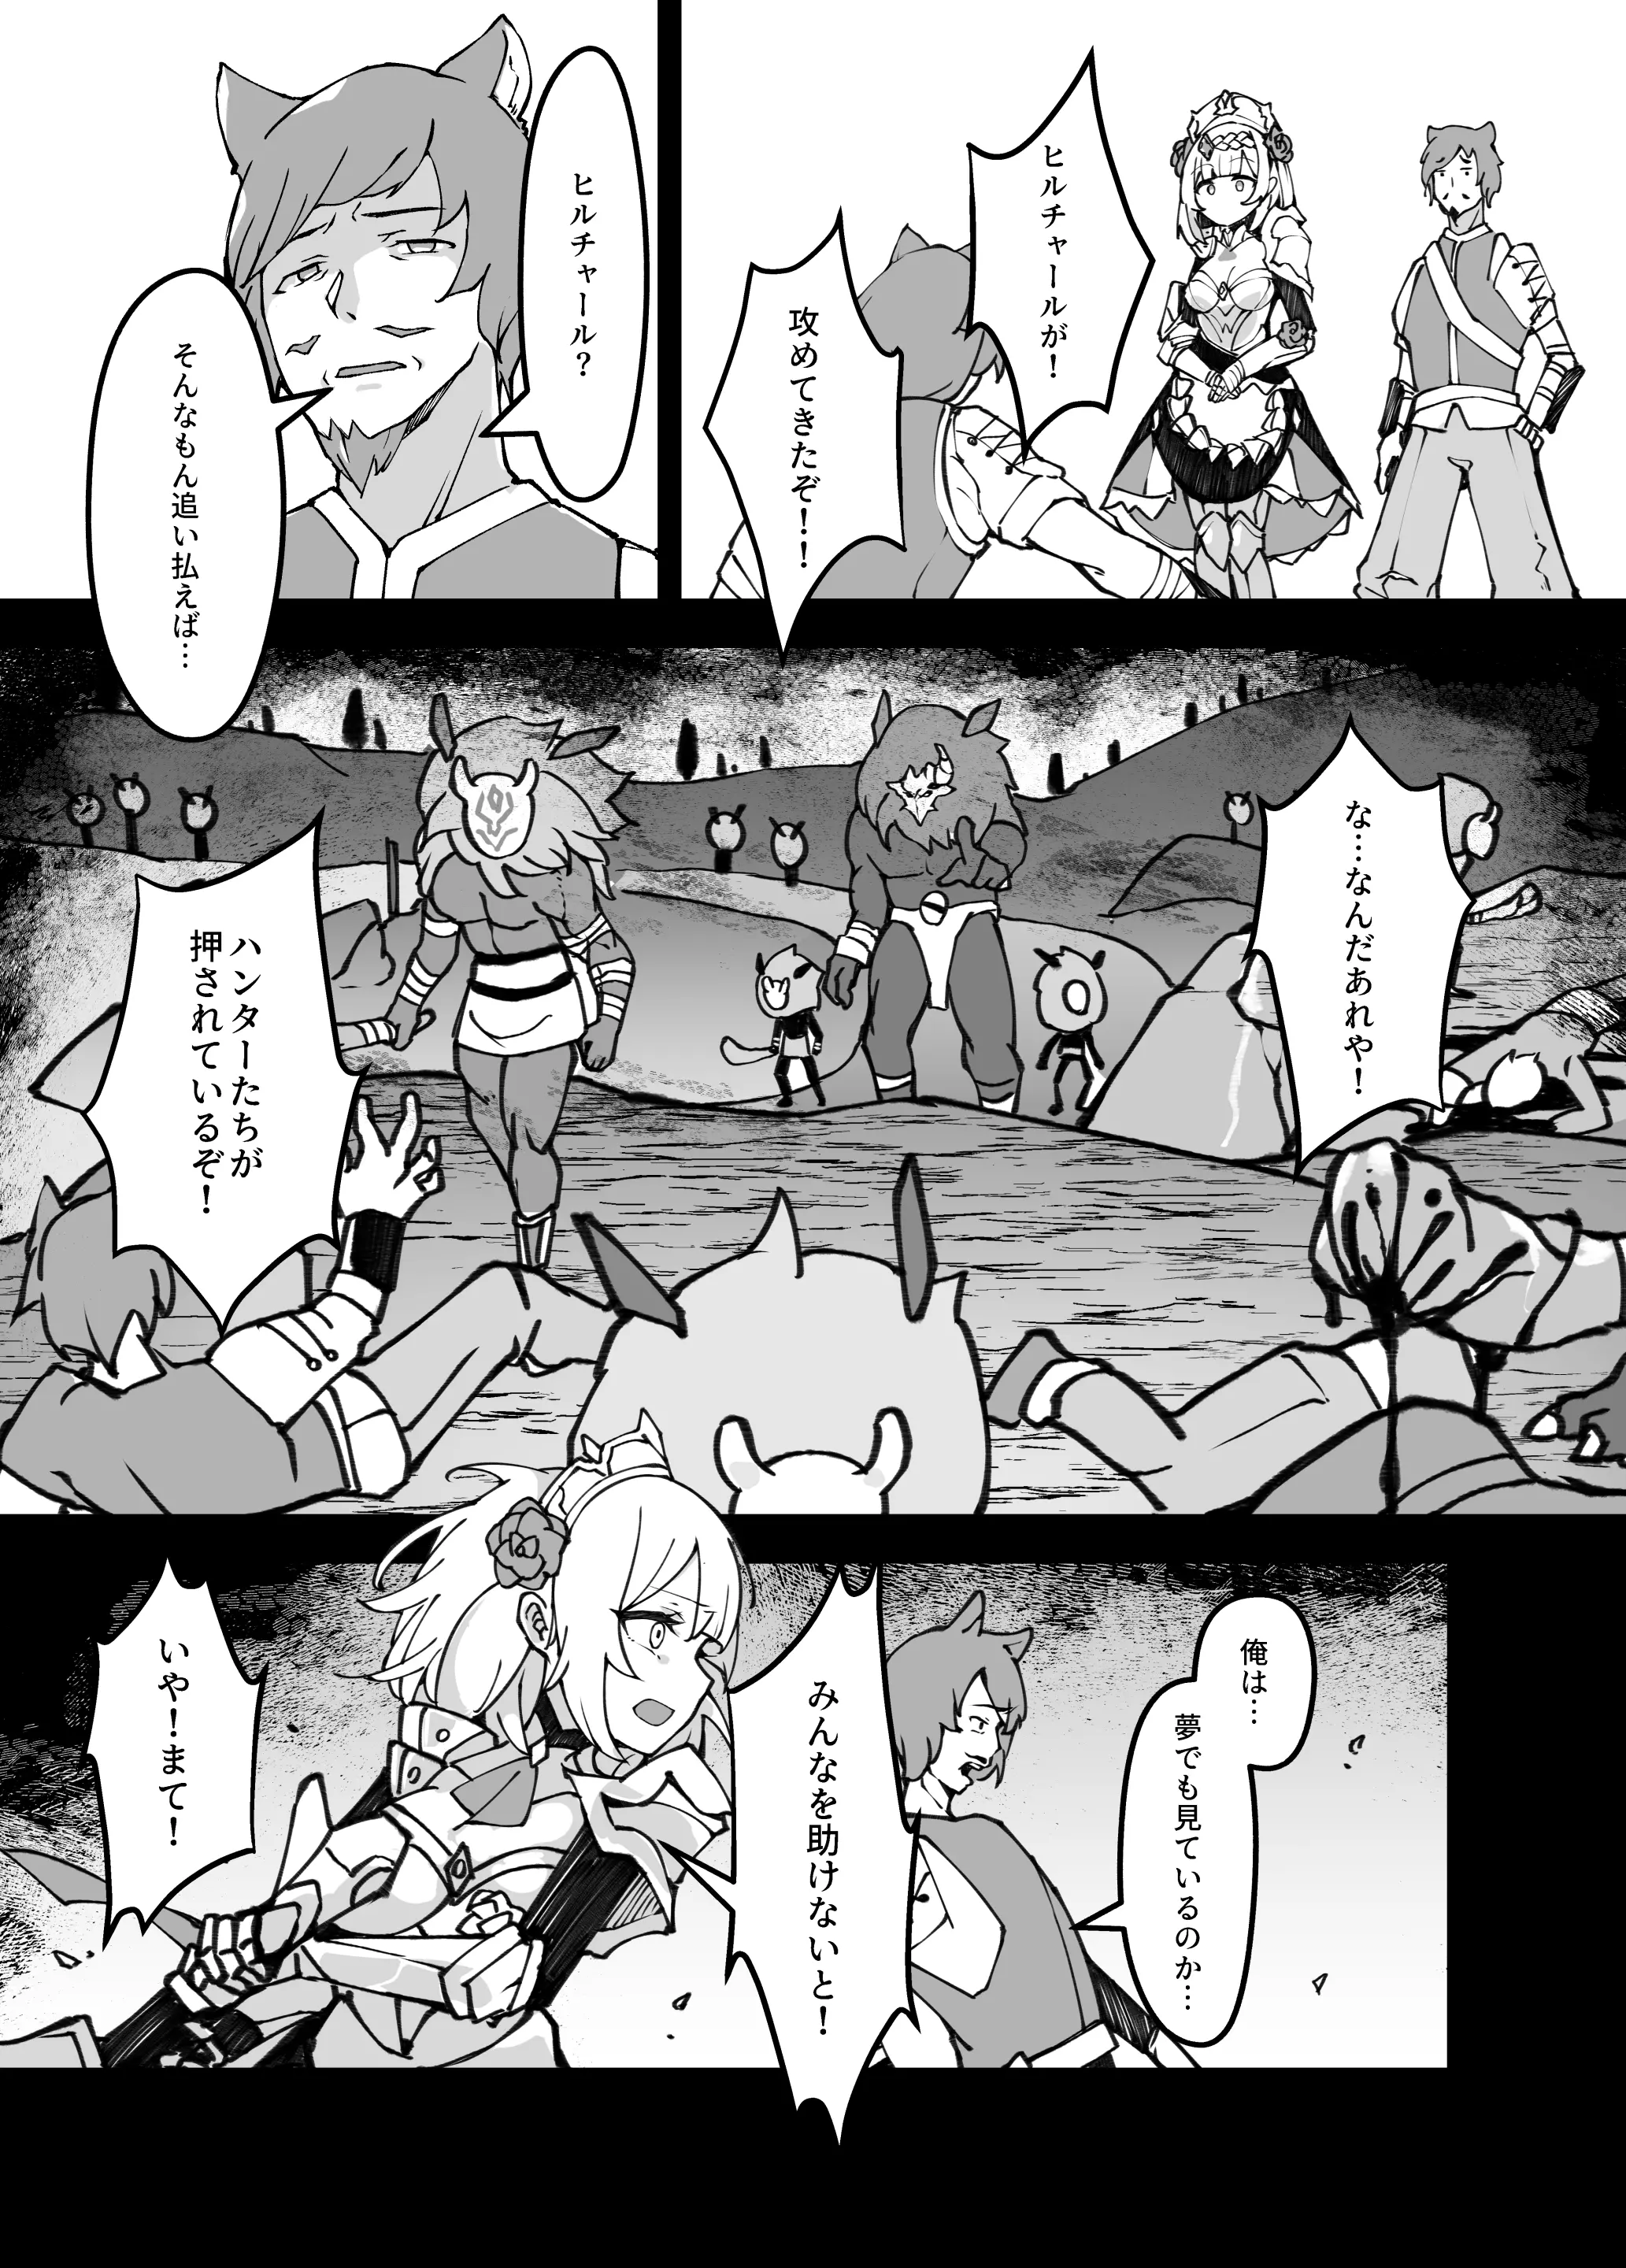 ヒルチャールが！
攻めてきたぞ！！
ヒルチャール？
そんなもん追い払えば…
な…なんだあれや！
ハンターたちが
押されているぞ！
俺は…
夢でも見ているのか…
みんなを助けないと！
いや！まて！